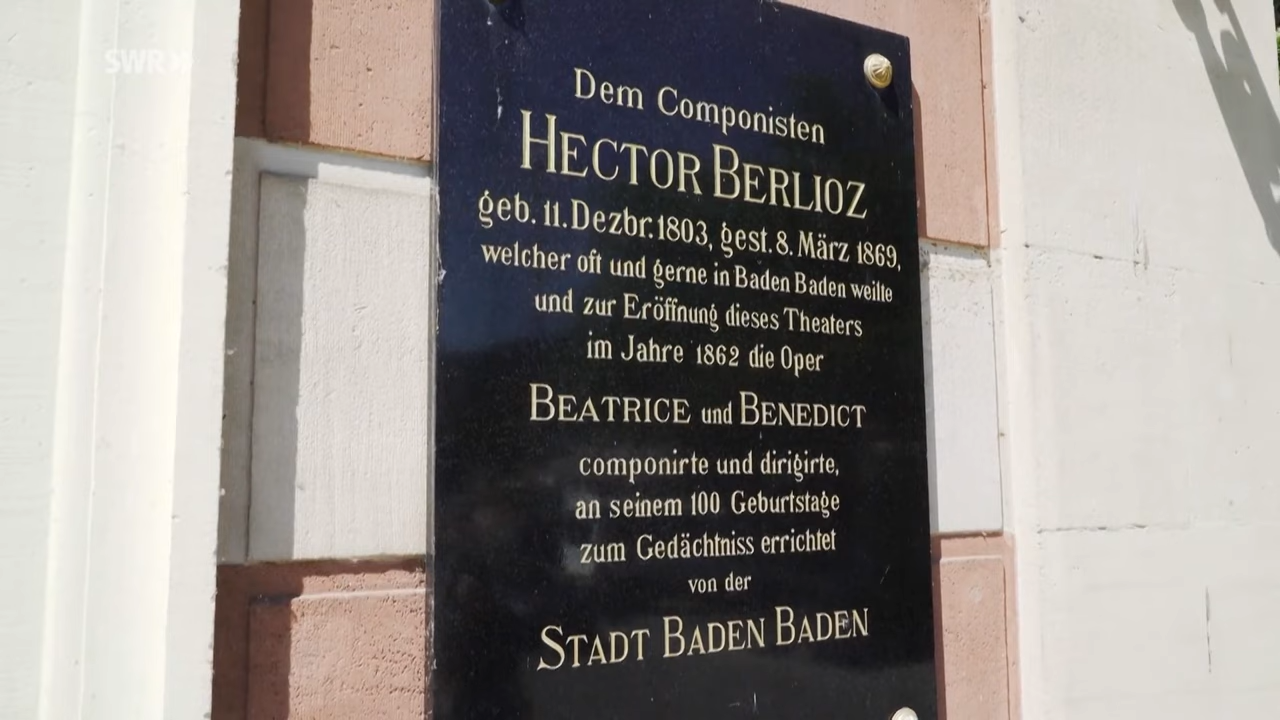 SWR»
Dem Componisten
HECTOR BERLIOZ
geb. 11. Dezbr. 1803, gest. 8. März 1869,
welcher oft und gerne in Baden Baden weilte
und zur Eröffnung dieses Theaters
im Jahre 1862 die Oper
BEATRICE und BENEDICT
componirte und dirigirte,
an seinem 100 Geburtstage
zum Gedächtniss errichtet
von der
STADT BADEN BADEN